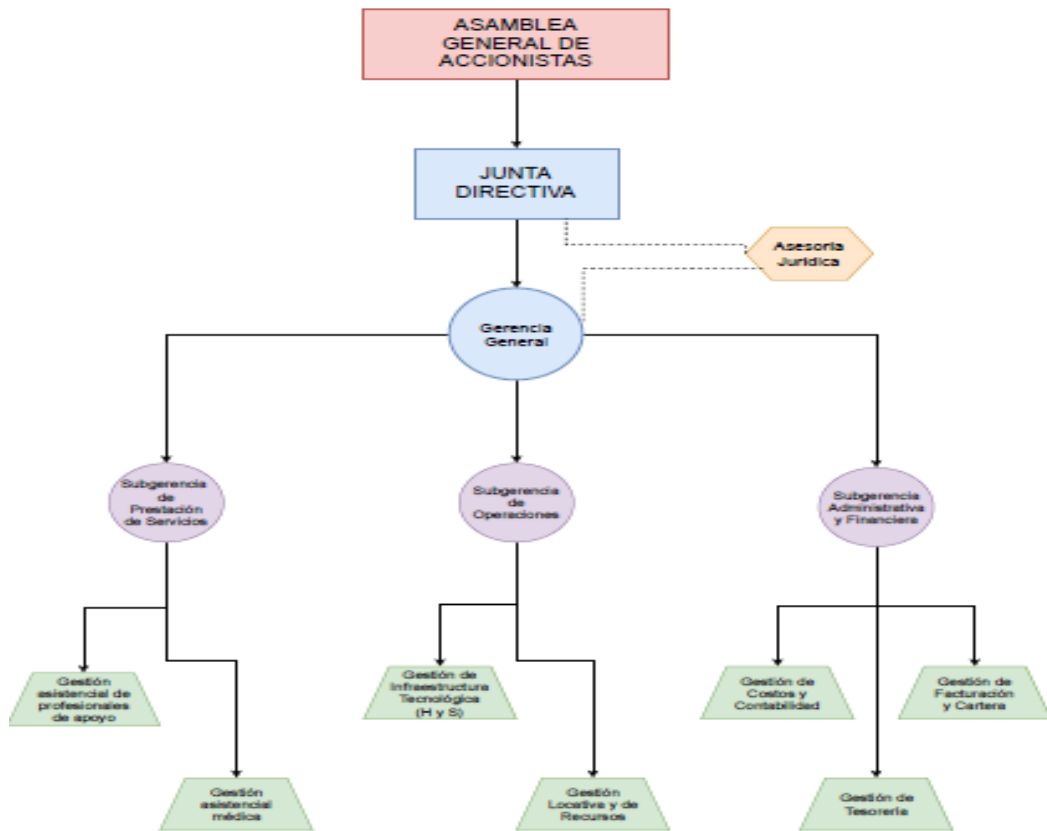 ASAMBLEA
GENERAL DE
ACCIONISTAS
JUNTA
DIRECTIVA
Asesoría
Jurídica
Gerencia
General
Subgerencia
de
Prestación
de Servicios
Subgerencia
de
Operaciones
Subgerencia
Administrativa
y Financiera
Gestión
asistencial de
profesionales
de apoyo
Gestión de
Infraestructura
Tecnológica
(H y S)
Gestión de
Costos y
Contabilidad
Gestión de
Facturación
y Cartera
Gestión
asistencial
médica
Gestión
Locativa y de
Recursos
Gestión de
Tesorería